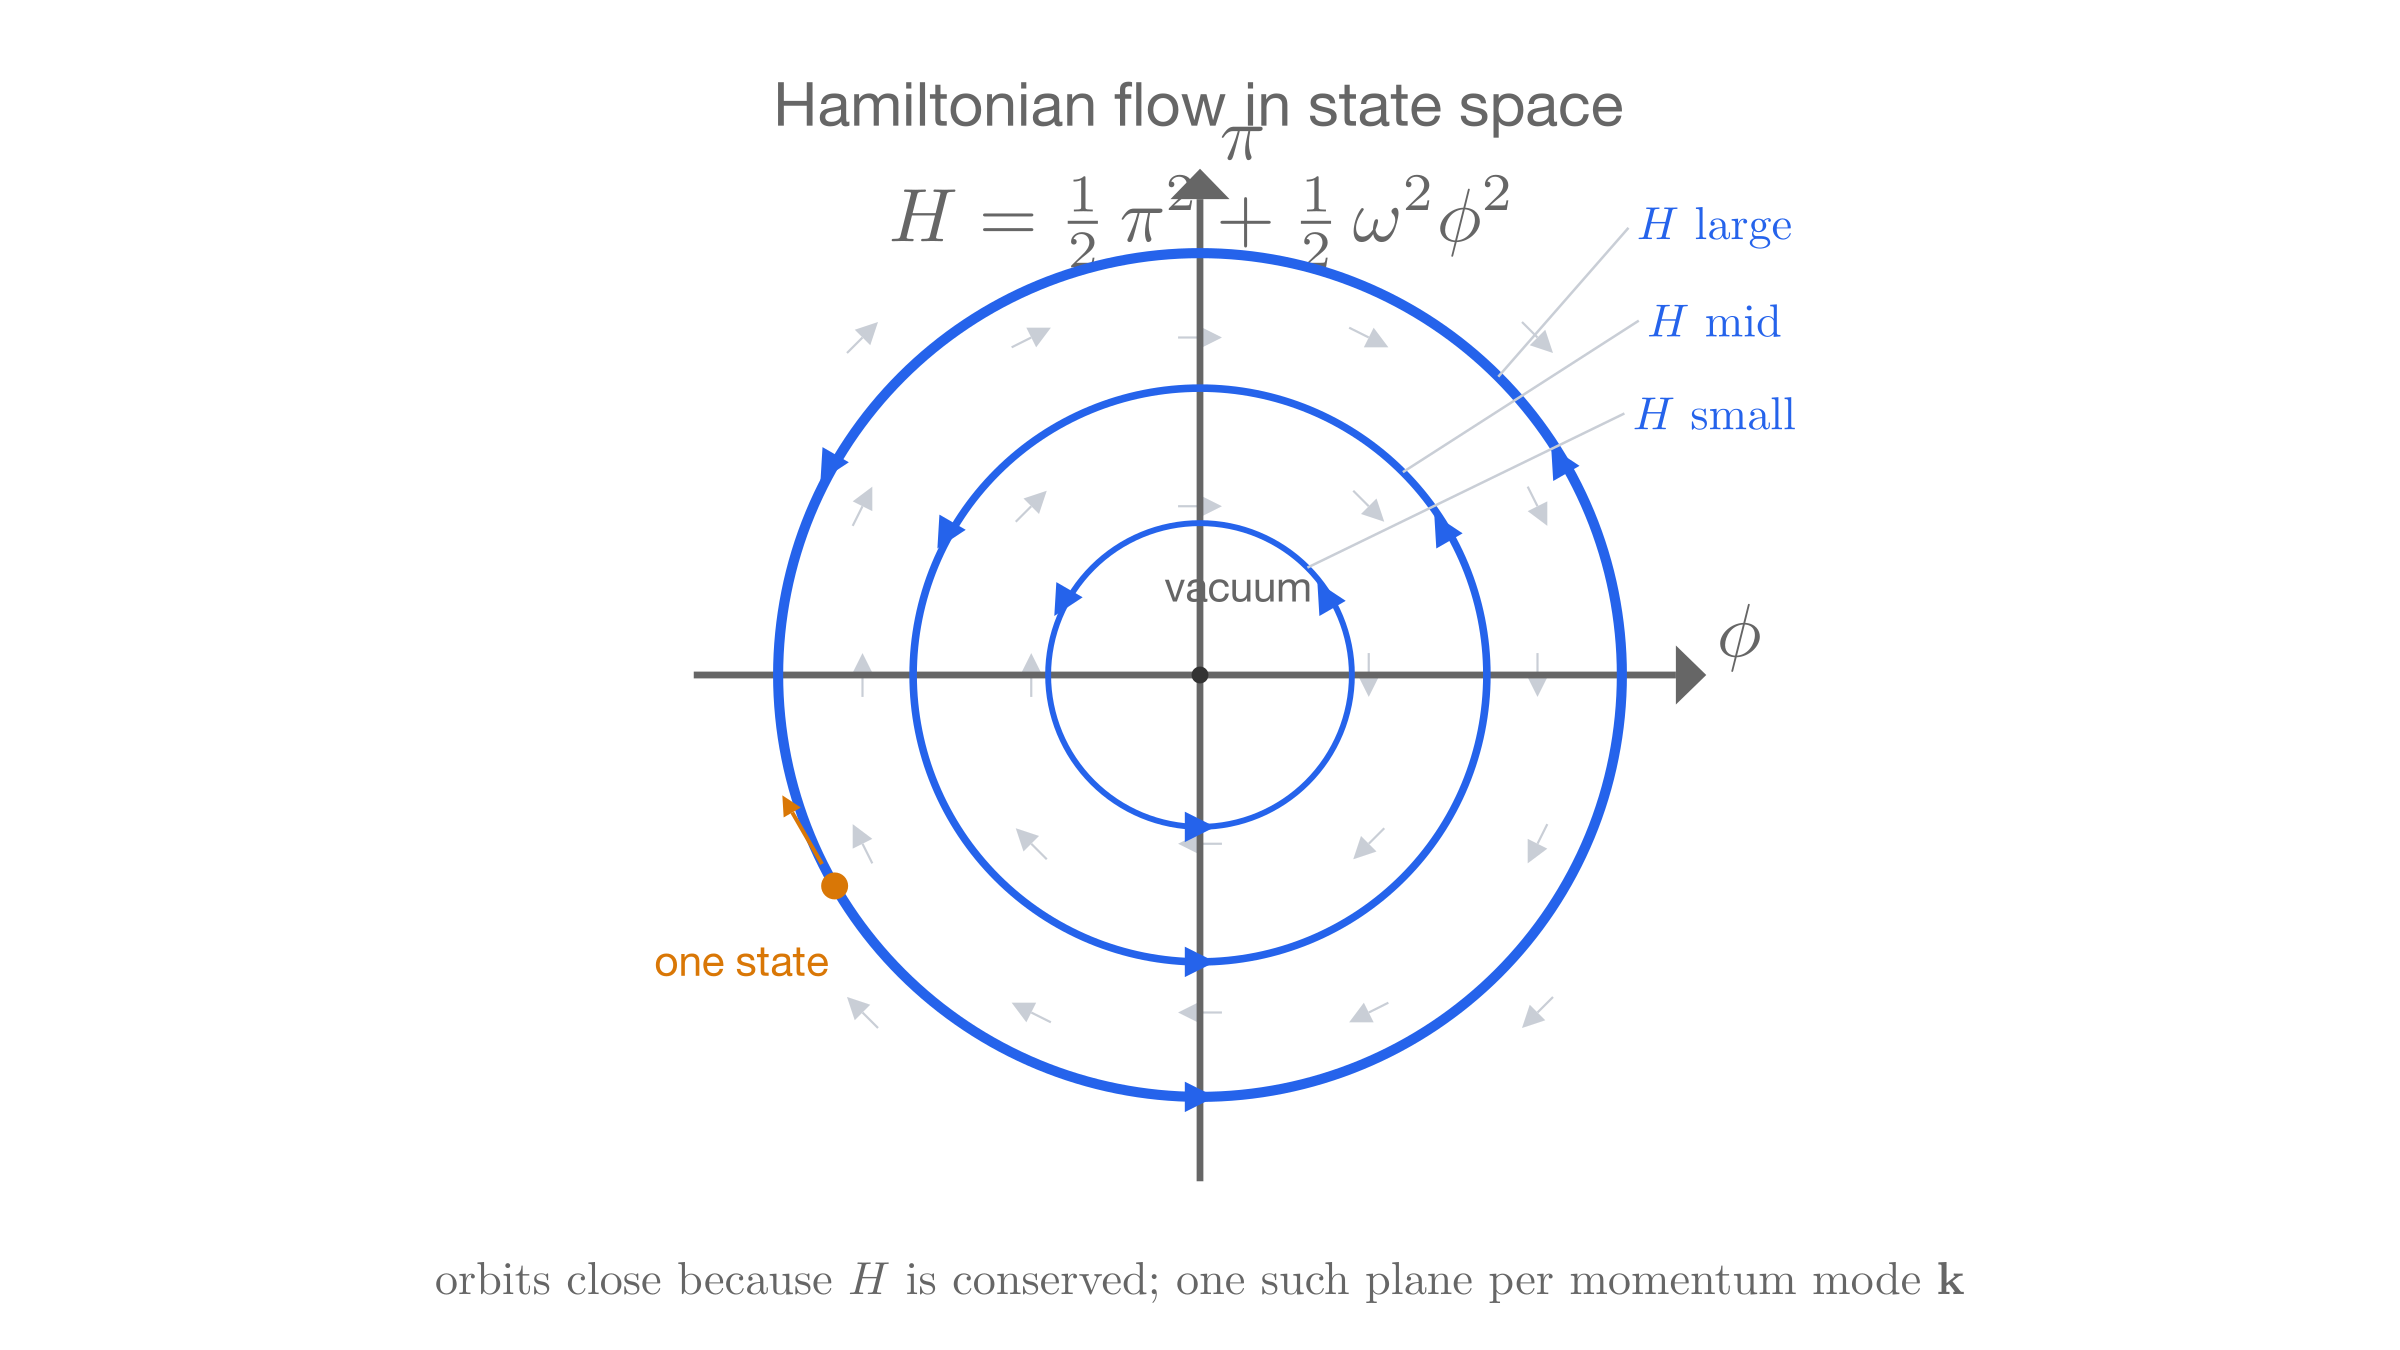 Hamiltonian flow in state space
π
H = ½ π² + ½ ω²ϕ²
H large
H mid
H small
vacuum
ϕ
one state
orbits close because H is conserved; one such plane per momentum mode k